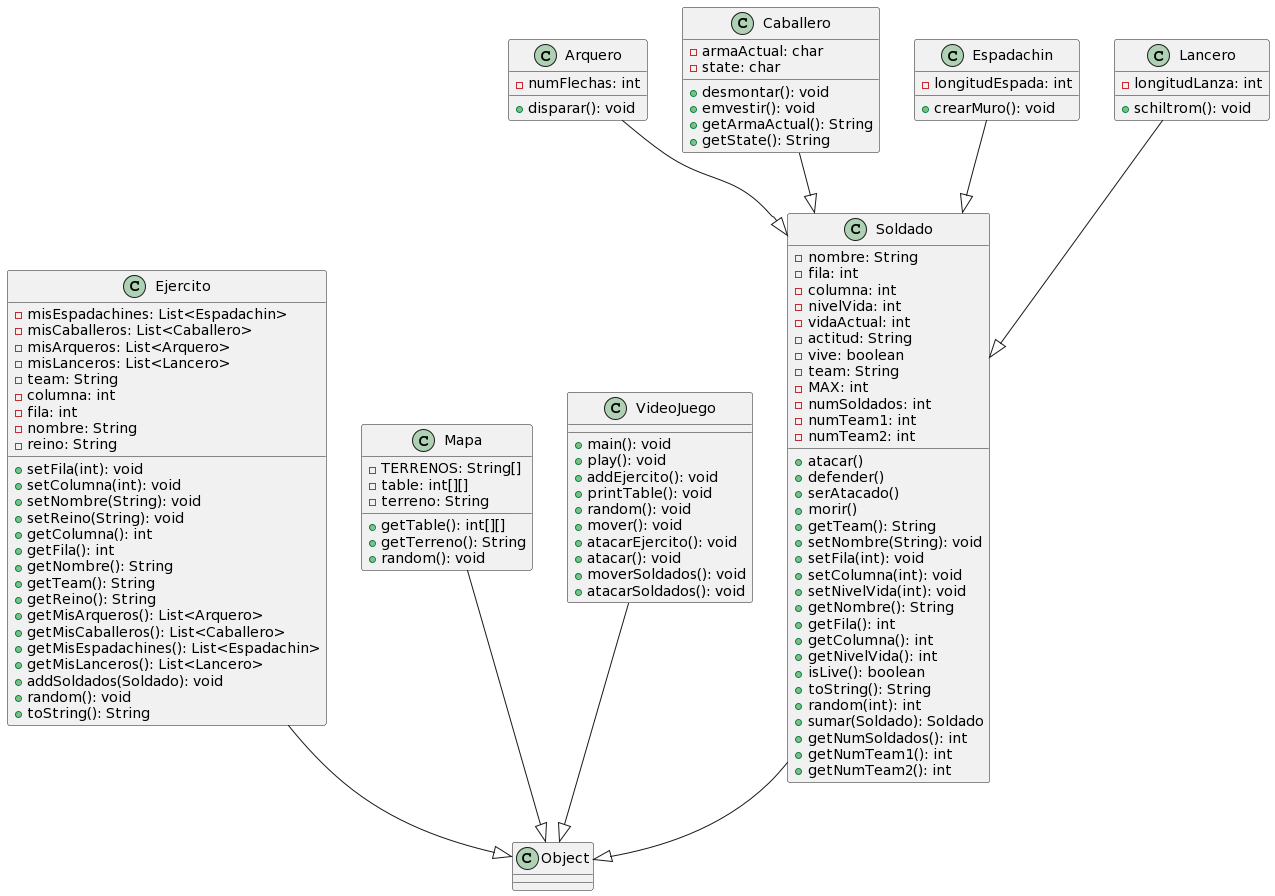 Arquero
numFlechas: int
disparar(): void
Caballero
armaActual: char
state: char
desmontar(): void
emvestir(): void
getArmaActual(): String
getState(): String
Espadachin
longitudEspada: int
crearMuro(): void
Lancero
longitudLanza: int
schiltrom(): void
Soldado
nombre: String
fila: int
columna: int
nivelVida: int
vidaActual: int
actitud: String
vive: boolean
team: String
MAX: int
numSoldados: int
numTeam1: int
numTeam2: int
atacar()
defender()
serAtacado()
morir()
getTeam(): String
setNombre(String): void
setFila(int): void
setColumna(int): void
setNivelVida(int): void
getNombre(): String
getFila(): int
getColumna(): int
getNivelVida(): int
isLive(): boolean
toString(): String
random(int): int
sumar(Soldado): Soldado
getNumSoldados(): int
getNumTeam1(): int
getNumTeam2(): int
Ejercito
misEspadachines: List<Espadachin>
misCaballeros: List<Caballero>
misArqueros: List<Arquero>
misLanceros: List<Lancero>
team: String
columna: int
fila: int
nombre: String
reino: String
setFila(int): void
setColumna(int): void
setNombre(String): void
setReino(String): void
getColumna(): int
getFila(): int
getNombre(): String
getTeam(): String
getReino(): String
getMisArqueros(): List<Arquero>
getMisCaballeros(): List<Caballero>
getMisEspadachines(): List<Espadachin>
getMisLanceros(): List<Lancero>
addSoldados(Soldado): void
random(): void
toString(): String
Mapa
TERRENOS: String[]
table: int[][]
terreno: String
getTable(): int[][]
getTerreno(): String
random(): void
VideoJuego
main(): void
play(): void
addEjercito(): void
printTable(): void
random(): void
mover(): void
atacarEjercito(): void
atacar(): void
moverSoldados(): void
atacarSoldados(): void
Object